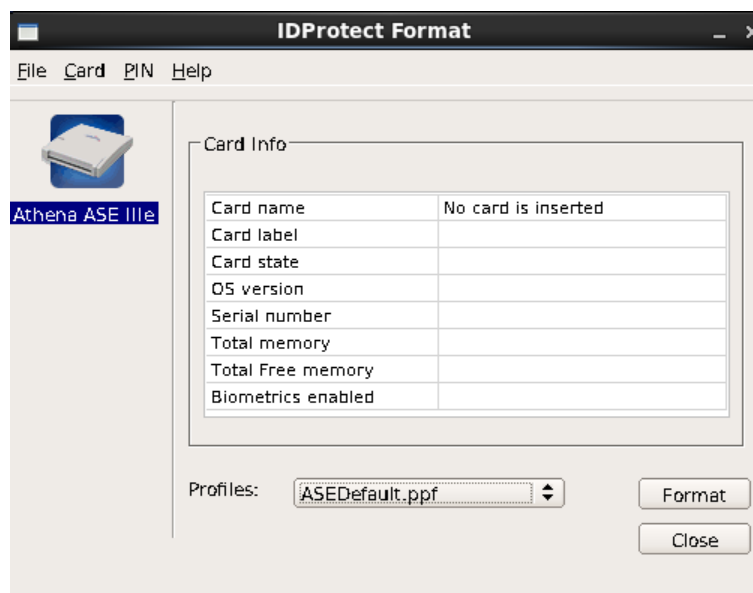 IDProtect Format
File Card PIN Help
Athena ASE IIIe
Card Info
Card name No card is inserted
Card label
Card state
OS version
Serial number
Total memory
Total Free memory
Biometrics enabled
Profiles: ASEDefault.ppf
Format
Close